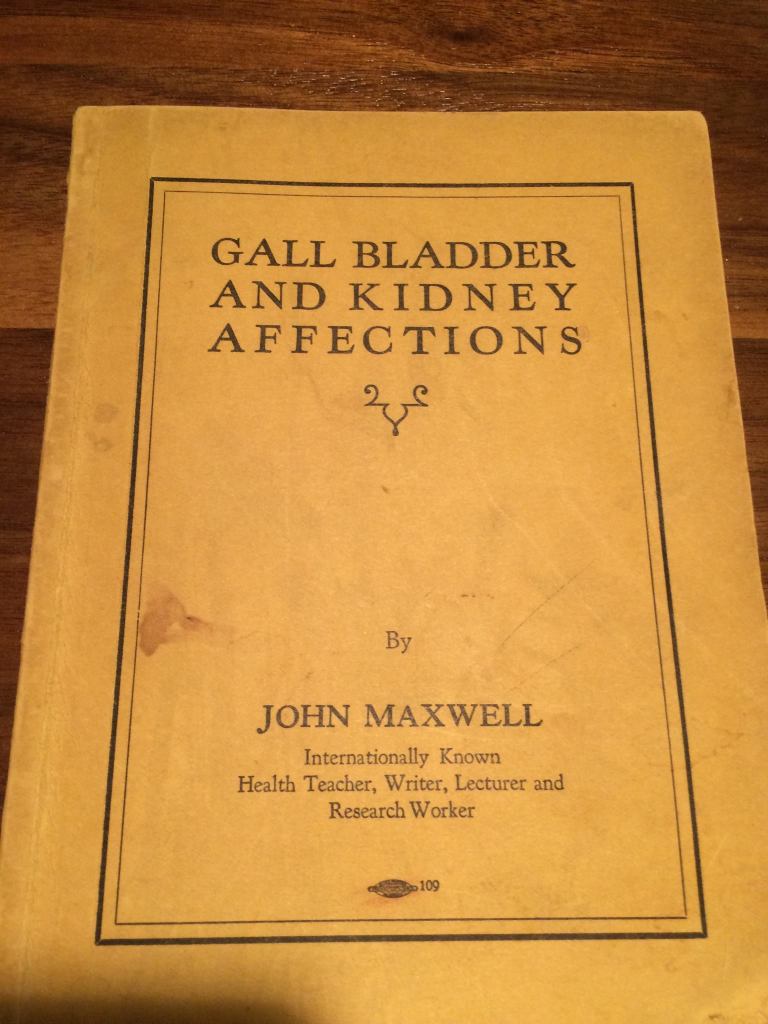 GALL BLADDER
AND KIDNEY
AFFECTIONS
By
JOHN MAXWELL
Internationally Known
Health Teacher, Writer, Lecturer and
Research Worker
109